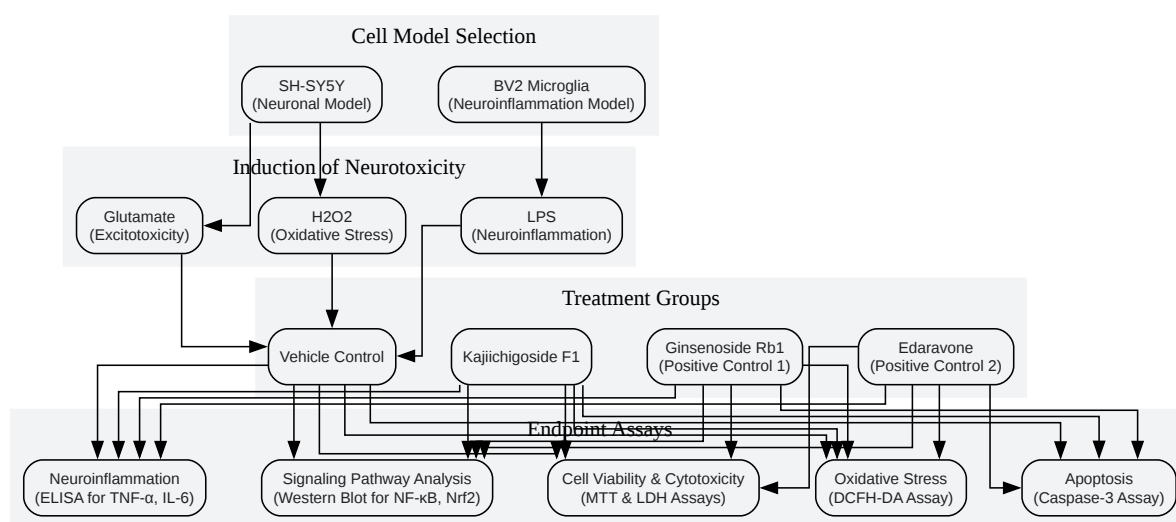 Cell Model Selection
SH-SY5Y
(Neuronal Model)
BV2 Microglia
(Neuroinflammation Model)
Induction of Neurotoxicity
Glutamate
(Excitotoxicity)
H2O2
(Oxidative Stress)
LPS
(Neuroinflammation)
Treatment Groups
Vehicle Control
Kajiichigoside F1
Ginsenoside Rb1
(Positive Control 1)
Edaravone
(Positive Control 2)
Endpoint Assays
Neuroinflammation
(ELISA for TNF-α, IL-6)
Signaling Pathway Analysis
(Western Blot for NF-κB, Nrf2)
Cell Viability & Cytotoxicity
(MTT & LDH Assays)
Oxidative Stress
(DCFH-DA Assay)
Apoptosis
(Caspase-3 Assay)